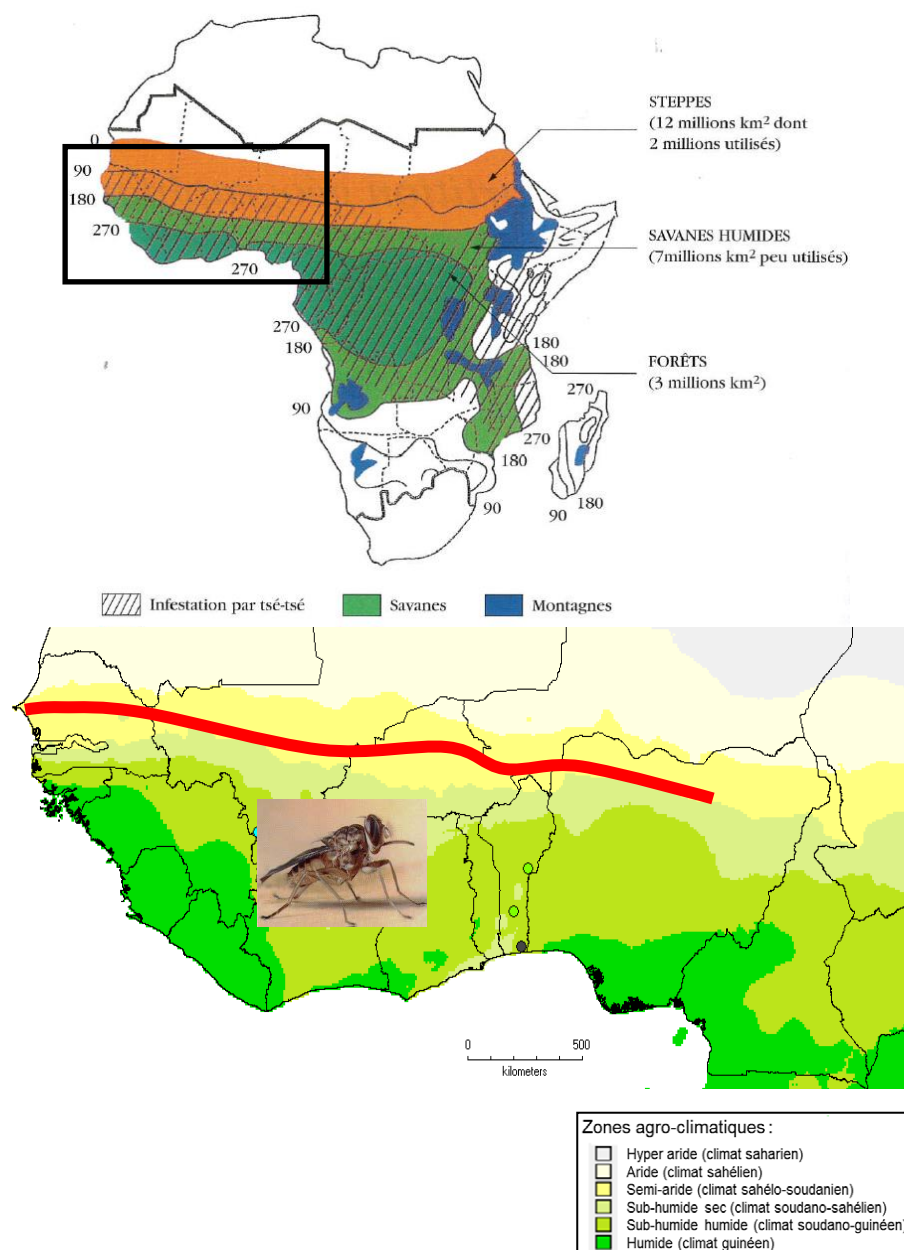 STEPPES
(12 millions km² dont
2 millions utilisés)
0
90
180
270
SAVANES HUMIDES
(7millions km² peu utilisés)
270
270
180
180
180
FORÊTS
(3 millions km²)
270
90
270
180
180
90
90
Infestation par tsé-tsé
Savanes
Montagnes
0 500
kilometers
Zones agro-climatiques :
Hyper aride (climat saharien)
Aride (climat sahélien)
Semi-aride (climat sahélo-soudanien)
Sub-humide sec (climat soudano-sahélien)
Sub-humide humide (climat soudano-guinéen)
Humide (climat guinéen)